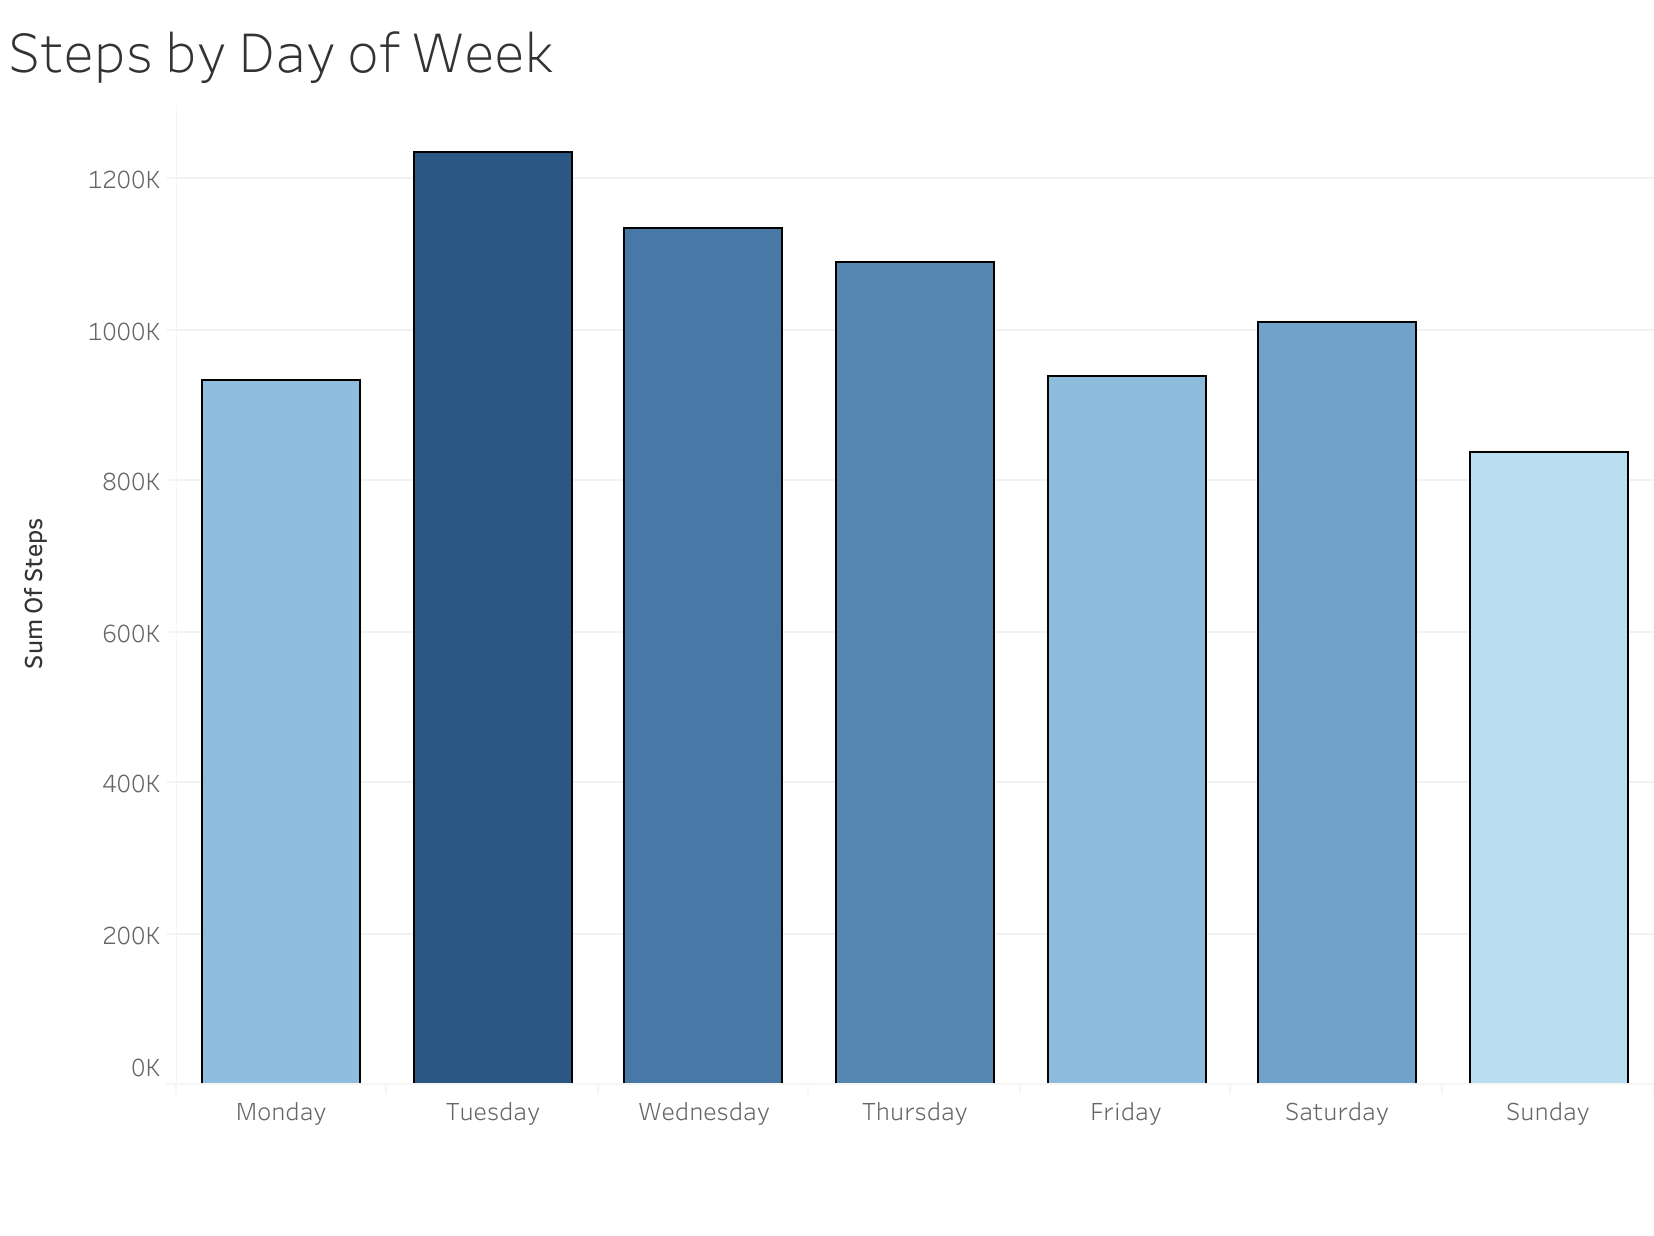 Steps by Day of Week
1200K
1000K
800K
600K
400K
200K
0K
Sum Of Steps
Monday Tuesday Wednesday Thursday Friday Saturday Sunday